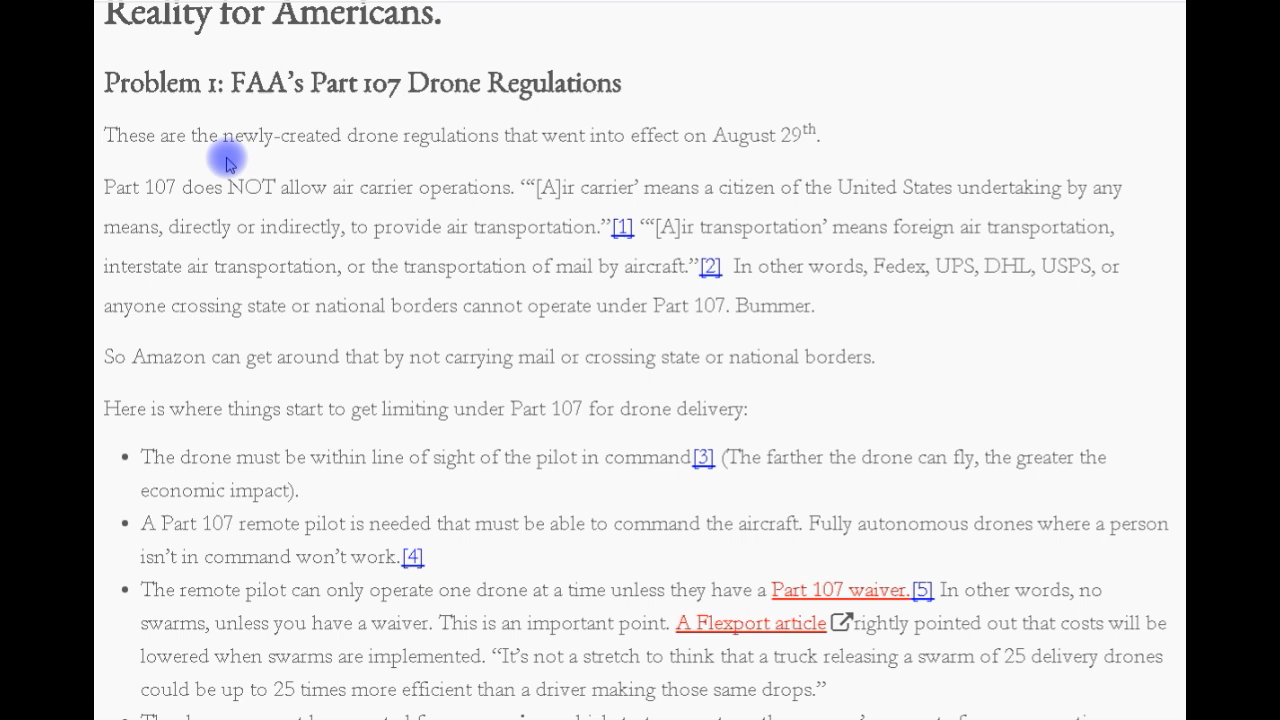 Reality for Americans.
Problem 1: FAA’s Part 107 Drone Regulations
These are the newly-created drone regulations that went into effect on August 29th.
Part 107 does NOT allow air carrier operations. “‘[A]ir carrier’ means a citizen of the United States undertaking by any
means, directly or indirectly, to provide air transportation.”[1] “‘[A]ir transportation’ means foreign air transportation,
interstate air transportation, or the transportation of mail by aircraft.”[2] In other words, Fedex, UPS, DHL, USPS, or
anyone crossing state or national borders cannot operate under Part 107. Bummer.
So Amazon can get around that by not carrying mail or crossing state or national borders.
Here is where things start to get limiting under Part 107 for drone delivery:
• The drone must be within line of sight of the pilot in command[3] (The farther the drone can fly, the greater the
economic impact).
• A Part 107 remote pilot is needed that must be able to command the aircraft. Fully autonomous drones where a person
isn’t in command won’t work.[4]
• The remote pilot can only operate one drone at a time unless they have a Part 107 waiver.[5] In other words, no
swarms, unless you have a waiver. This is an important point. A Flexport article rightly pointed out that costs will be
lowered when swarms are implemented. “It’s not a stretch to think that a truck releasing a swarm of 25 delivery drones
could be up to 25 times more efficient than a driver making those same drops.”